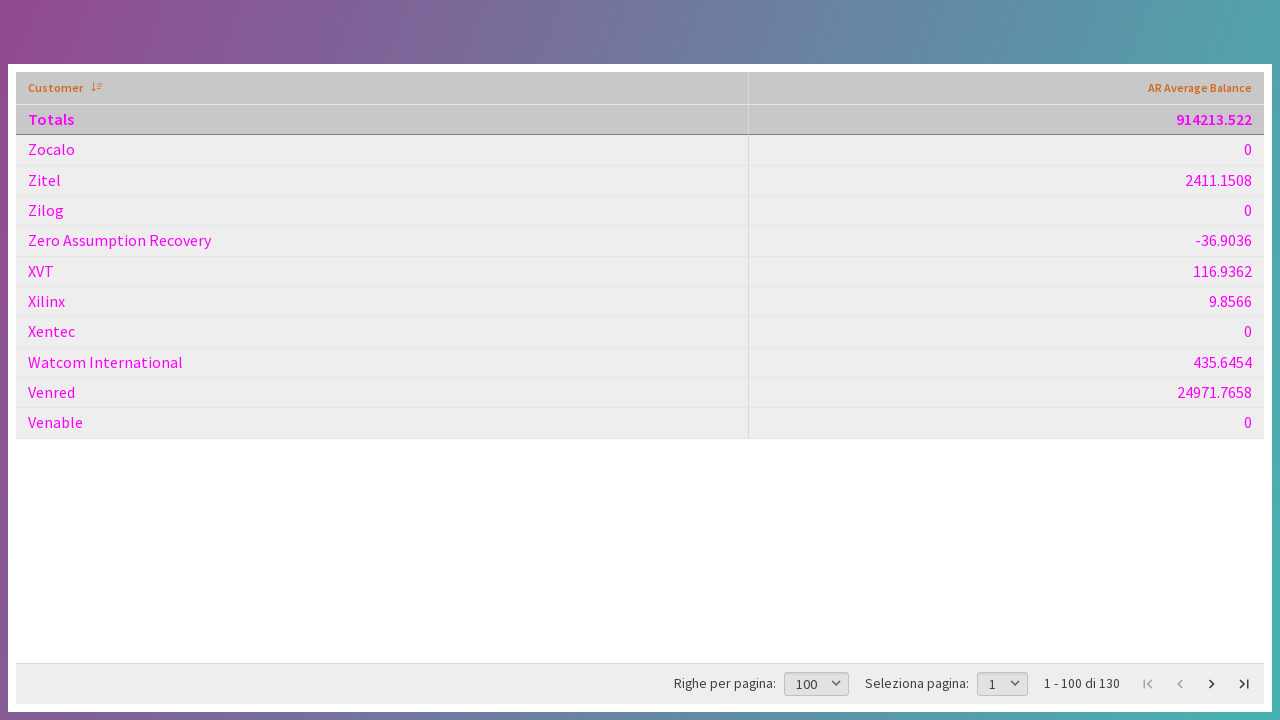 Customer AR Average Balance
Totals 914213.522
Zocalo 0
Zitel 2411.1508
Zilog 0
Zero Assumption Recovery -36.9036
XVT 116.9362
Xilinx 9.8566
Xentec 0
Watcom International 435.6454
Venred 24971.7658
Venable 0
Righe per pagina: 100 Seleziona pagina: 1 1 - 100 di 130